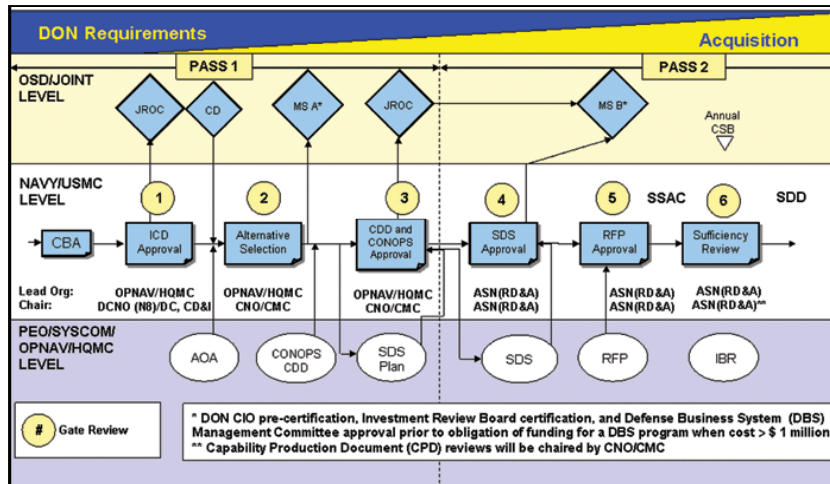 DON Requirements
Acquisition
PASS 1
PASS 2
OSD/JOINT
LEVEL
JROC
CD
MS A*
JROC
MS B*
Annual
CSB
NAVY/USMC
LEVEL
1
2
3
4
5
SSAC
6
SDD
CBA
ICD
Approval
Alternative
Selection
CDD and
CONOPS
Approval
SDS
Approval
RFP
Approval
Sufficiency
Review
Lead Org:
Chair:
OPNAV/HQMC
DCNO (N8)/DC, CD&I
OPNAV/HQMC
CNO/CMC
OPNAV/HQMC
CNO/CMC
ASN(RD&A)
ASN(RD&A)
ASN(RD&A)
ASN(RD&A)
ASN(RD&A)
ASN(RD&A)**
PEO/SYSCOM/
OPNAV/HQMC
LEVEL
AOA
CONOPS
CDD
SDS
Plan
SDS
RFP
IBR
#
Gate Review
* DON CIO pre-certification, Investment Review Board certification, and Defense Business System (DBS)
Management Committee approval prior to obligation of funding for a DBS program when cost > $ 1 million
** Capability Production Document (CPD) reviews will be chaired by CNO/CMC